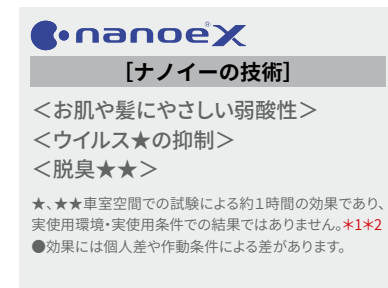 nanoe®X
[ナノイーの技術]
＜お肌や髪にやさしい弱酸性＞
＜ウイルス★の抑制＞
＜脱臭★★＞
★、★★車室空間での試験による約1時間の効果であり、
実使用環境・実使用条件での結果ではありません。＊1＊2
●効果には個人差や作動条件による差があります。